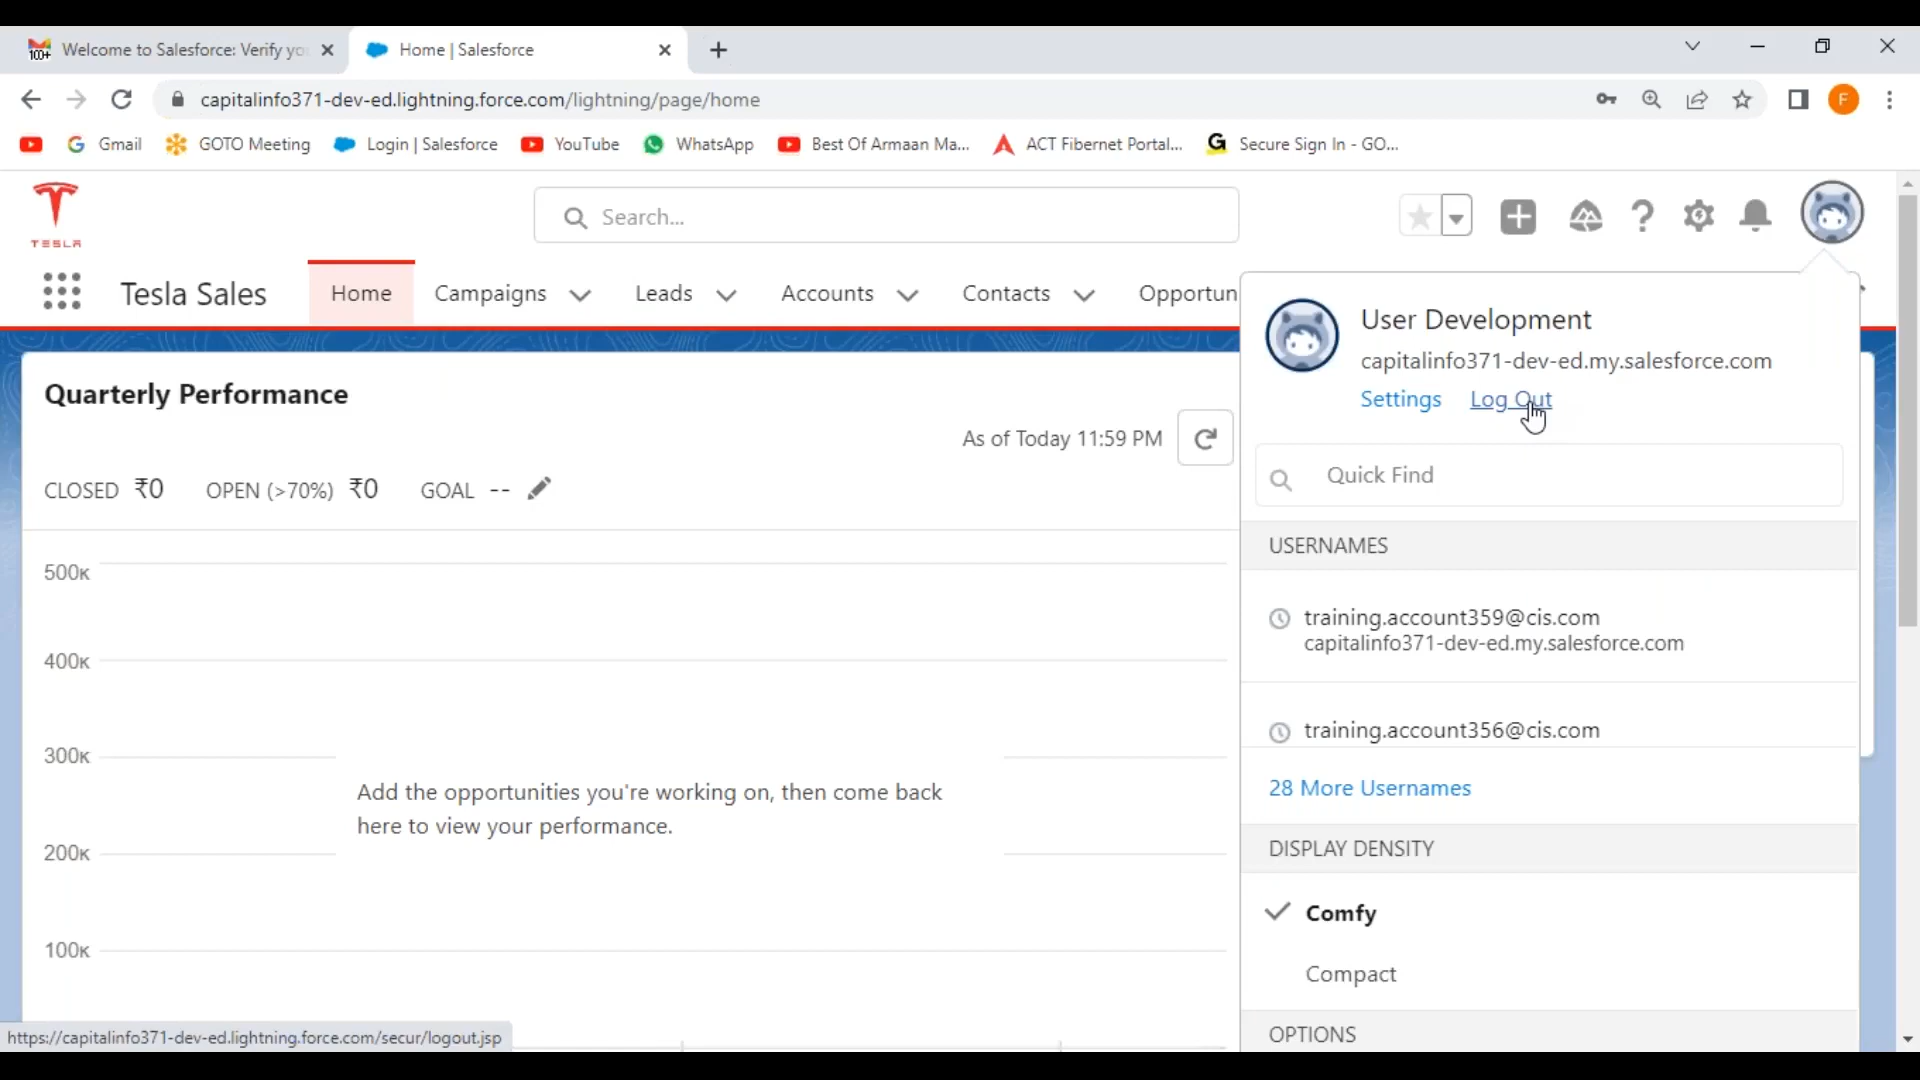 100+ Welcome to Salesforce: Verify yo
Home | Salesforce
capitalinfo371-dev-ed.lightning.force.com/lightning/page/home
F
Gmail
GOTO Meeting
Login | Salesforce
YouTube
WhatsApp
Best Of Armaan Ma...
ACT Fibernet Portal...
Secure Sign In - GO...
TESLA
Search...
Tesla Sales
Home
Campaigns
Leads
Accounts
Contacts
Opportun
User Development
capitalinfo371-dev-ed.my.salesforce.com
Settings
Log Out
Quick Find
USERNAMES
training.account359@cis.com
capitalinfo371-dev-ed.my.salesforce.com
training.account356@cis.com
28 More Usernames
DISPLAY DENSITY
Comfy
Compact
OPTIONS
Quarterly Performance
As of Today 11:59 PM
CLOSED ₹0 OPEN (>70%) ₹0 GOAL --
500K
400K
300K
200K
100K
Add the opportunities you're working on, then come back
here to view your performance.
https://capitalinfo371-dev-ed.lightning.force.com/secur/logout.jsp